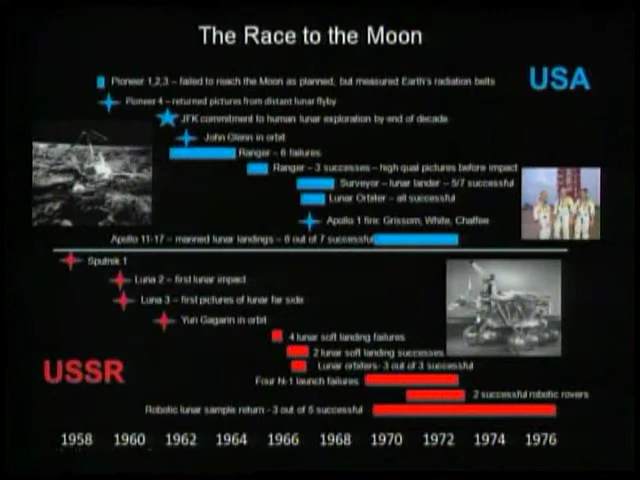 The Race to the Moon
Pioneer 1,2,3 – failed to reach the Moon as planned, but measured Earth's radiation belts
USA
Pioneer 4 – returned pictures from distant lunar flyby
JFK commitment to human lunar exploration by end of decade
John Glenn in orbit
Ranger – 6 failures
Ranger – 3 successes – high qual pictures before impact
Surveyor – lunar lander – 5/7 successful
Lunar Orbiter – all successful
Apollo 1 fire: Grissom, White, Chaffee
Apollo 11-17 – manned lunar landings – 6 out of 7 successful
Sputnik 1
Luna 2 – first lunar impact
Luna 3 – first pictures of lunar far side
Yuri Gagarin in orbit
4 lunar soft landing failures
2 lunar soft landing successes
Lunar orbiters- 3 out of 3 successful
USSR
Four N-1 launch failures
2 successful robotic rovers
Robotic lunar sample return - 3 out of 5 successful
1958 1960 1962 1964 1966 1968 1970 1972 1974 1976